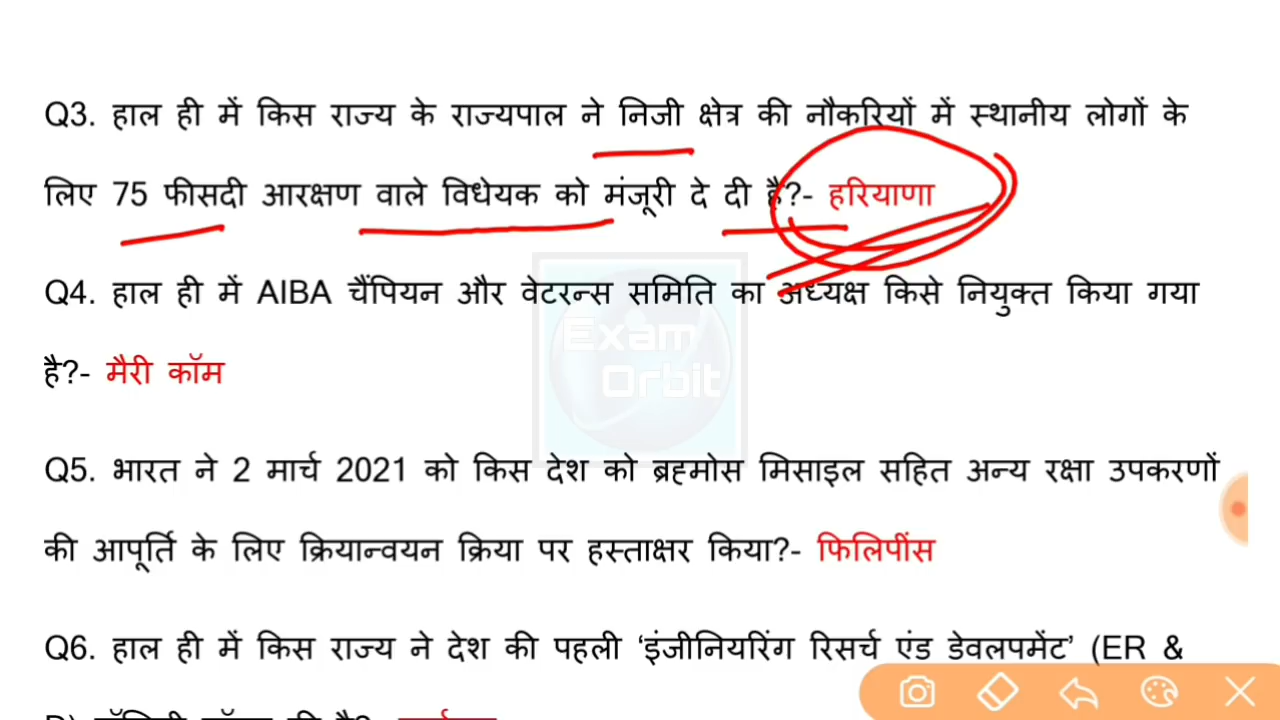 Q3. हाल ही में किस राज्य के राज्यपाल ने निजी क्षेत्र की नौकरियों में स्थानीय लोगों के
लिए 75 फीसदी आरक्षण वाले विधेयक को मंजूरी दे दी है?- हरियाणा
Q4. हाल ही में AIBA चैंपियन और वेटरन्स समिति का अध्यक्ष किसे नियुक्त किया गया
है?- मैरी कॉम
Exam
Orbit
Q5. भारत ने 2 मार्च 2021 को किस देश को ब्रह्मोस मिसाइल सहित अन्य रक्षा उपकरणों
की आपूर्ति के लिए क्रियान्वयन क्रिया पर हस्ताक्षर किया?- फिलिपींस
Q6. हाल ही में किस राज्य ने देश की पहली ‘इंजीनियरिंग रिसर्च एंड डेवलपमेंट’ (ER &